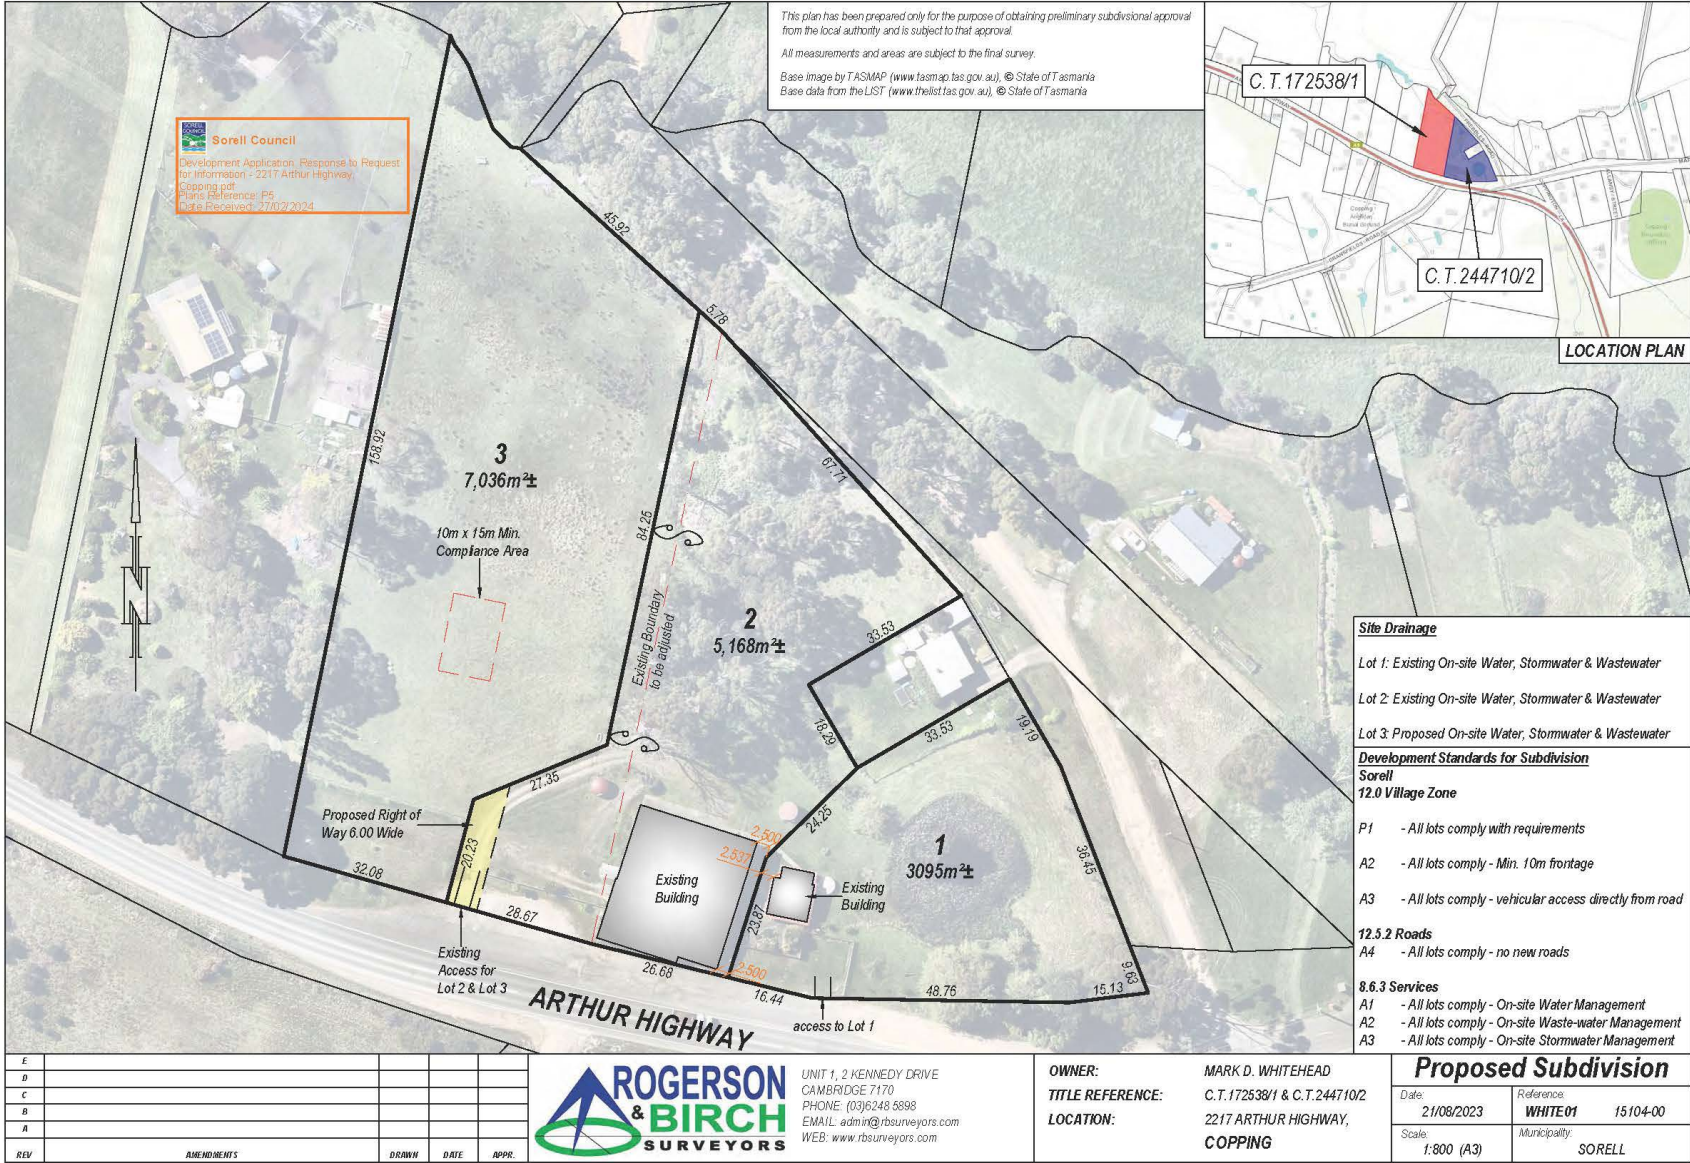 This plan has been prepared only for the purpose of obtaining preliminary subdivisional approval
from the local authority and is subject to that approval.
All measurements and areas are subject to the final survey.
Base image by TASMAP (www.tasmap.tas.gov.au), © State of Tasmania
Base data from the LIST (www.thelist.tas.gov.au), © State of Tasmania
C.T.172538/1
C.T.244710/2
LOCATION PLAN
SORELL
COUNCIL
Sorell Council
Development Application: Response to Request
for Information - 2217 Arthur Highway,
Copping.pdf
Plans Reference: P5
Date Received: 27/02/2024
45.92
5.78
158.92
3
7,036m²±
67.71
84.25
10m x 15m Min.
Compliance Area
Existing Boundary
to be adjusted
2
5,168m²±
33.53
18.29
33.53
19.19
27.35
Proposed Right of
Way 6.00 Wide
20.23
32.08
28.67
24.25
2.500
2.537
1
3095m²±
36.45
Existing
Building
Existing
Building
23.87
Existing
Access for
Lot 2 & Lot 3
26.68
2.500
16.44
48.76
15.13
9.63
ARTHUR HIGHWAY
access to Lot 1
N
Site Drainage
Lot 1: Existing On-site Water, Stormwater & Wastewater
Lot 2: Existing On-site Water, Stormwater & Wastewater
Lot 3: Proposed On-site Water, Stormwater & Wastewater
Development Standards for Subdivision
Sorell
12.0 Village Zone
P1 - All lots comply with requirements
A2 - All lots comply - Min. 10m frontage
A3 - All lots comply - vehicular access directly from road
12.5.2 Roads
A4 - All lots comply - no new roads
8.6.3 Services
A1 - All lots comply - On-site Water Management
A2 - All lots comply - On-site Waste-water Management
A3 - All lots comply - On-site Stormwater Management
E
D
C
B
A
REV AMENDMENTS DRAWN DATE APPR.
ROGERSON
& BIRCH
SURVEYORS
UNIT 1, 2 KENNEDY DRIVE
CAMBRIDGE 7170
PHONE: (03)6248 5898
EMAIL: admin@rbsurveyors.com
WEB: www.rbsurveyors.com
OWNER: MARK D. WHITEHEAD
TITLE REFERENCE: C.T.172538/1 & C.T.244710/2
LOCATION: 2217 ARTHUR HIGHWAY,
COPPING
Proposed Subdivision
Date: 21/08/2023
Reference: WHITE01 15104-00
Scale: 1:800 (A3)
Municipality: SORELL